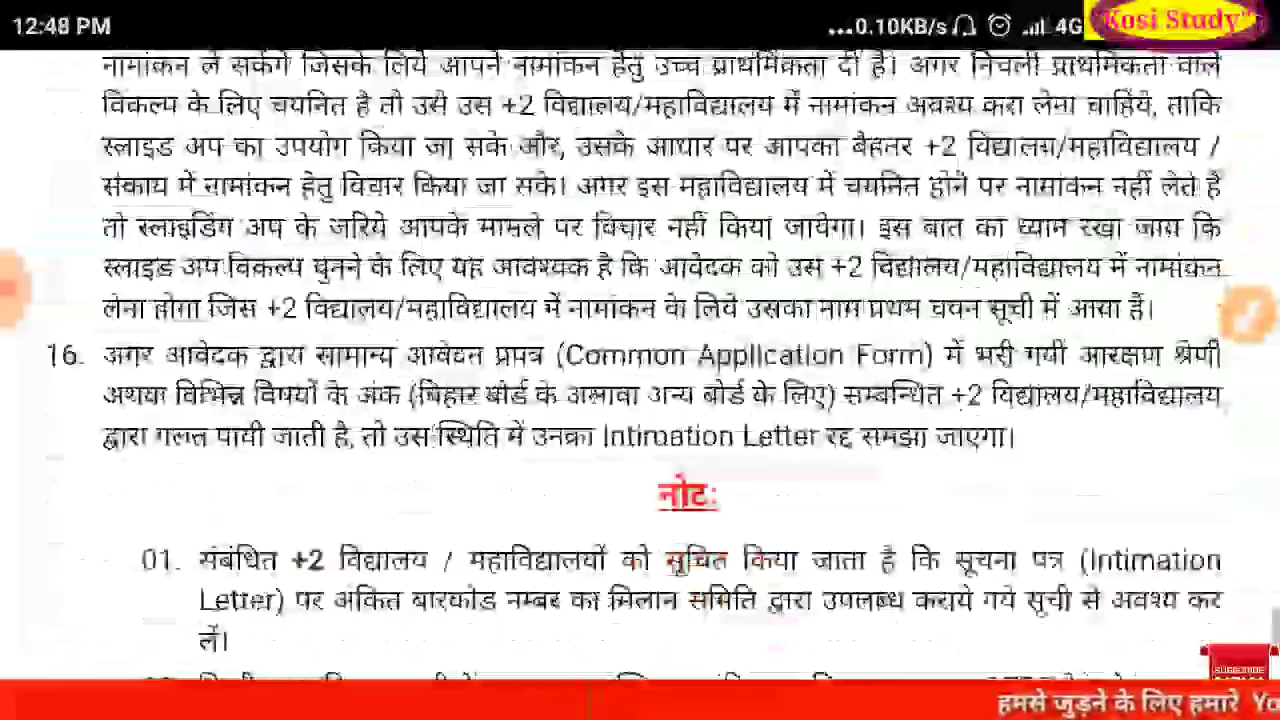 12:48 PM
...0.10KB/s 4G
"Kosi Study"
नामांकन ले सकेंगे जिसके लिये आपने नामांकन हेतु उच्च प्राथमिकता दी है। अगर निचली प्राथमिकता वाले
विकल्प के लिए चयनित है तो उसे उस +2 विद्यालय/महाविद्यालय में नामांकन अवश्य करा लेना चाहिये, ताकि
स्लाइड अप का उपयोग किया जा सके और, उसके आधार पर आपका बेहतर +2 विद्यालय/महाविद्यालय /
संकाय में नामांकन हेतु विचार किया जा सके। अगर इस महाविद्यालय में चयनित होने पर नामांकन नहीं लेते है
तो स्लाइडिंग अप के जरिये आपके मामले पर विचार नहीं किया जायेगा। इस बात का ध्यान रखा जाय कि
स्लाइड अप विकल्प चुनने के लिए यह आवश्यक है कि आवेदक को उस +2 विद्यालय/महाविद्यालय में नामांकन
लेना होगा जिस +2 विद्यालय/महाविद्यालय में नामांकन के लिये उसका नाम प्रथम चयन सूची में आया है।
16. अगर आवेदक द्वारा सामान्य आवेदन प्रपत्र (Common Application Form) में भरी गयी आरक्षण श्रेणी
अथवा विभिन्न विषयों के अंक (बिहार बोर्ड के अलावा अन्य बोर्ड के लिए) सम्बन्धित +2 विद्यालय/महाविद्यालय
द्वारा गलत पायी जाती है, तो उस स्थिति में उनका Intimation Letter रद्द समझा जाएगा।
नोट:
01. संबंधित +2 विद्यालय / महाविद्यालयों को सूचित किया जाता है कि सूचना पत्र (Intimation
Letter) पर अंकित बारकोड नम्बर का मिलान समिति द्वारा उपलब्ध कराये गये सूची से अवश्य कर
लें।
SUBSCRIBE
हमसे जुड़ने के लिए हमारे Yo